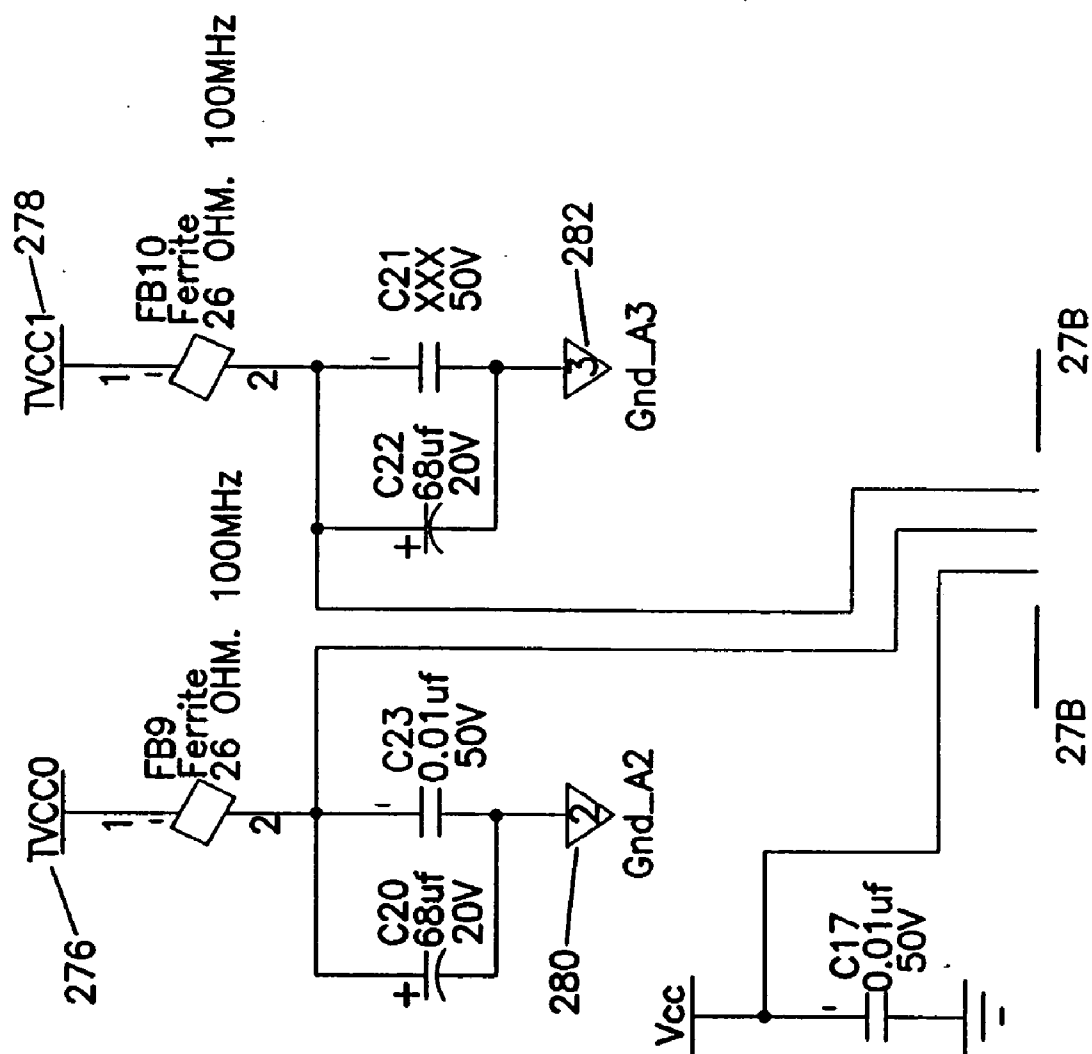 TVCC0
276
1
2
FB9
Ferrite
26 OHM. 100MHz
C20
68uf
20V
+
C23
0.01uf
50V
2
Gnd_A2
280
TVCC1
278
1
2
FB10
Ferrite
26 OHM. 100MHz
C22
68uf
20V
+
C21
XXX
50V
3
Gnd_A3
282
Vcc
C17
0.01uf
50V
27B
27B